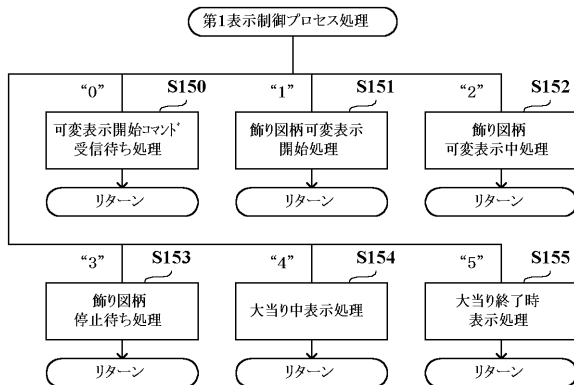 第1表示制御プロセス処理
“0”
S150
“1”
S151
“2”
S152
可変表示開始コマンド
受信待ち処理
飾り図柄可変表示
開始処理
飾り図柄
可変表示中処理
リターン
リターン
リターン
“3”
S153
“4”
S154
“5”
S155
飾り図柄
停止待ち処理
大当り中表示処理
大当り終了時
表示処理
リターン
リターン
リターン